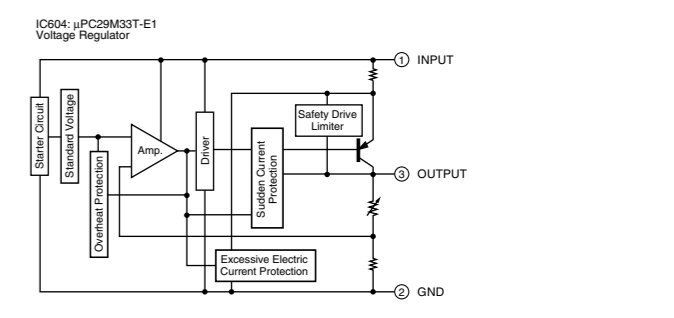 IC604: µPC29M33T-E1
Voltage Regulator
1 INPUT
Starter Circuit
Standard Voltage
Overheat Protection
Amp.
Driver
Sudden Current
Protection
Safety Drive
Limiter
3 OUTPUT
Excessive Electric
Current Protection
2 GND